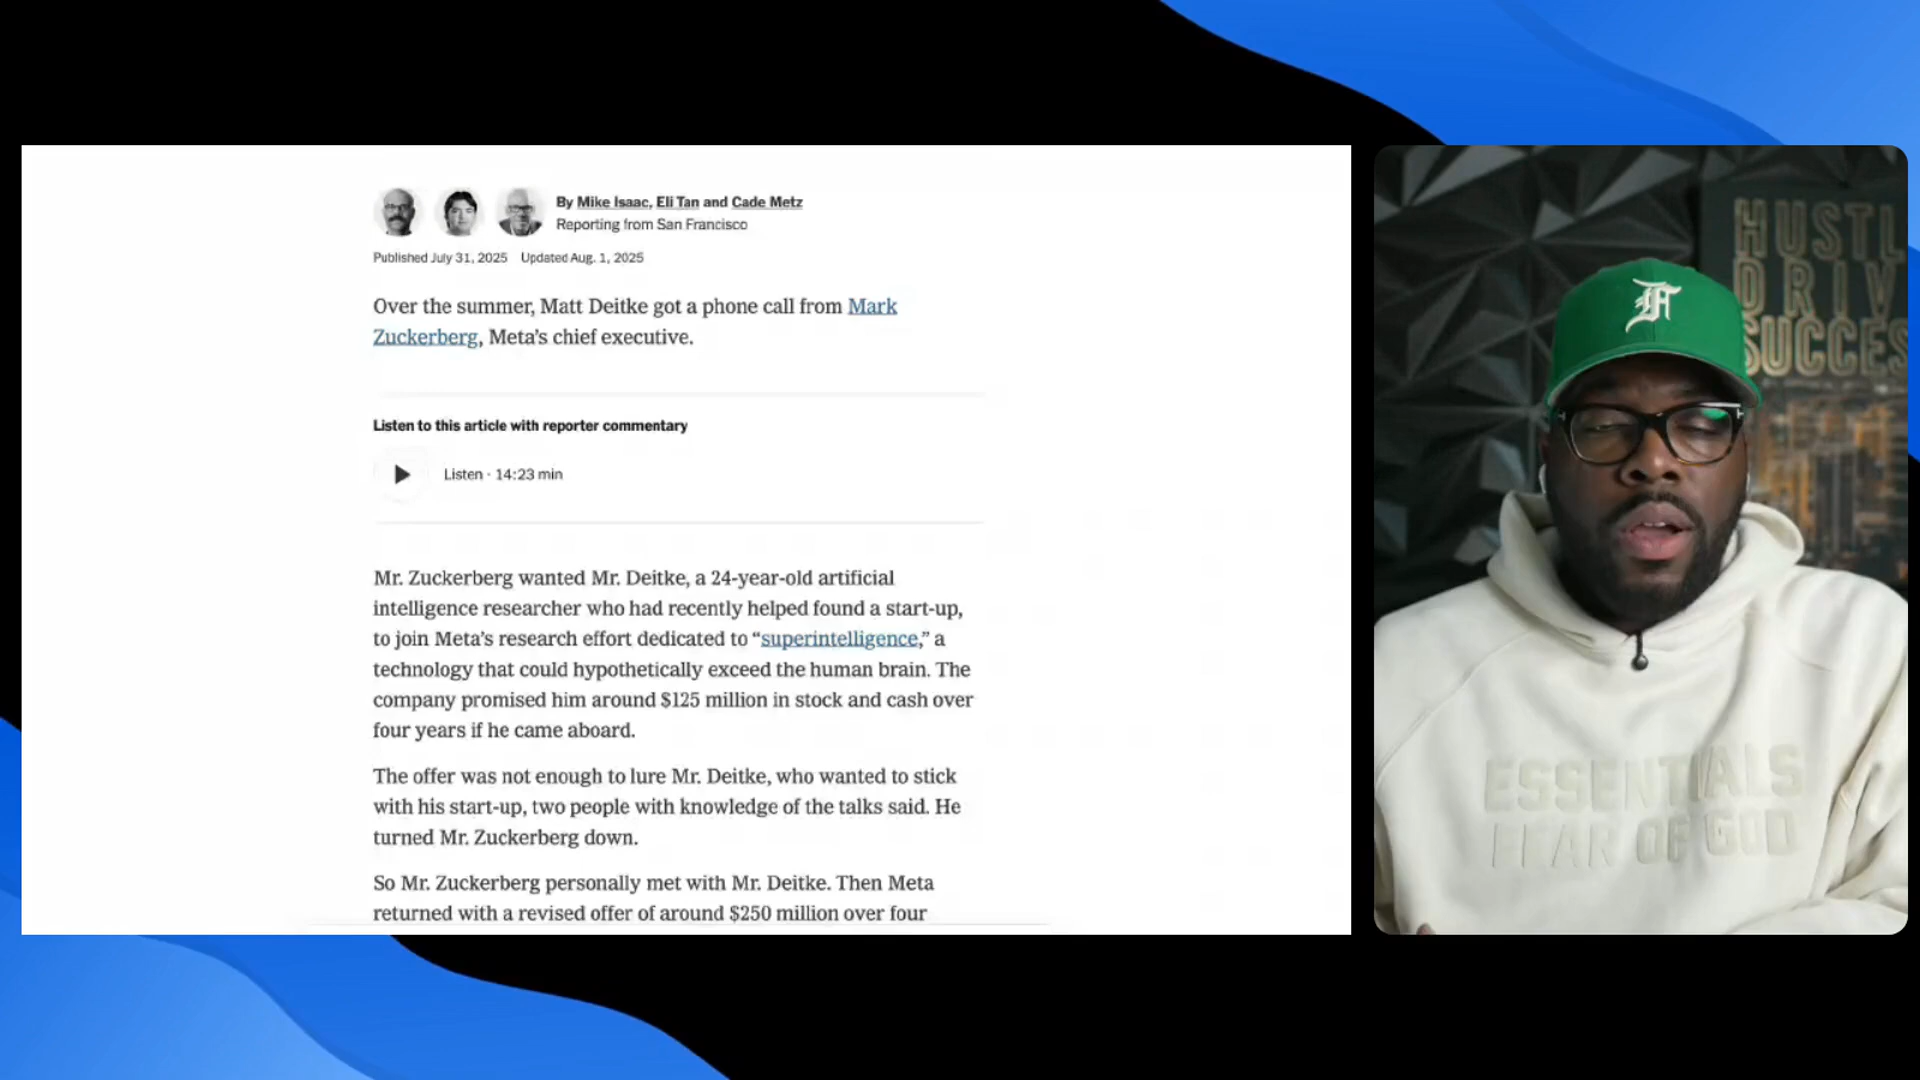 By Mike Isaac, Eli Tan and Cade Metz
Reporting from San Francisco
Published July 31, 2025 Updated Aug. 1, 2025
Over the summer, Matt Deitke got a phone call from Mark
Zuckerberg, Meta's chief executive.
Listen to this article with reporter commentary
Listen · 14:23 min
Mr. Zuckerberg wanted Mr. Deitke, a 24-year-old artificial
intelligence researcher who had recently helped found a start-up,
to join Meta's research effort dedicated to “superintelligence,” a
technology that could hypothetically exceed the human brain. The
company promised him around $125 million in stock and cash over
four years if he came aboard.
The offer was not enough to lure Mr. Deitke, who wanted to stick
with his start-up, two people with knowledge of the talks said. He
turned Mr. Zuckerberg down.
So Mr. Zuckerberg personally met with Mr. Deitke. Then Meta
returned with a revised offer of around $250 million over four
HUSTL
DRIV
SUCCES
F
ESSENTIALS
FEAR OF GOD